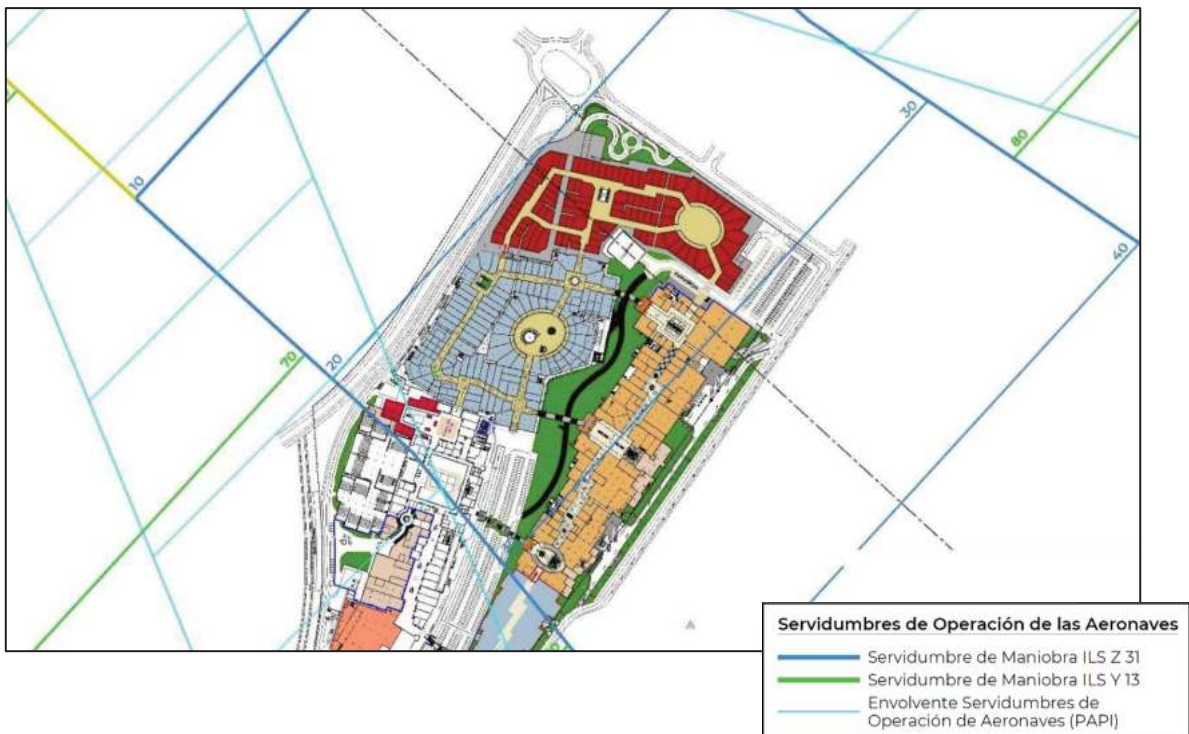 30
80
10
40
70
20
Servidumbres de Operación de las Aeronaves
Servidumbre de Maniobra ILS Z 31
Servidumbre de Maniobra ILS Y 13
Envolvente Servidumbres de
Operación de Aeronaves (PAPI)